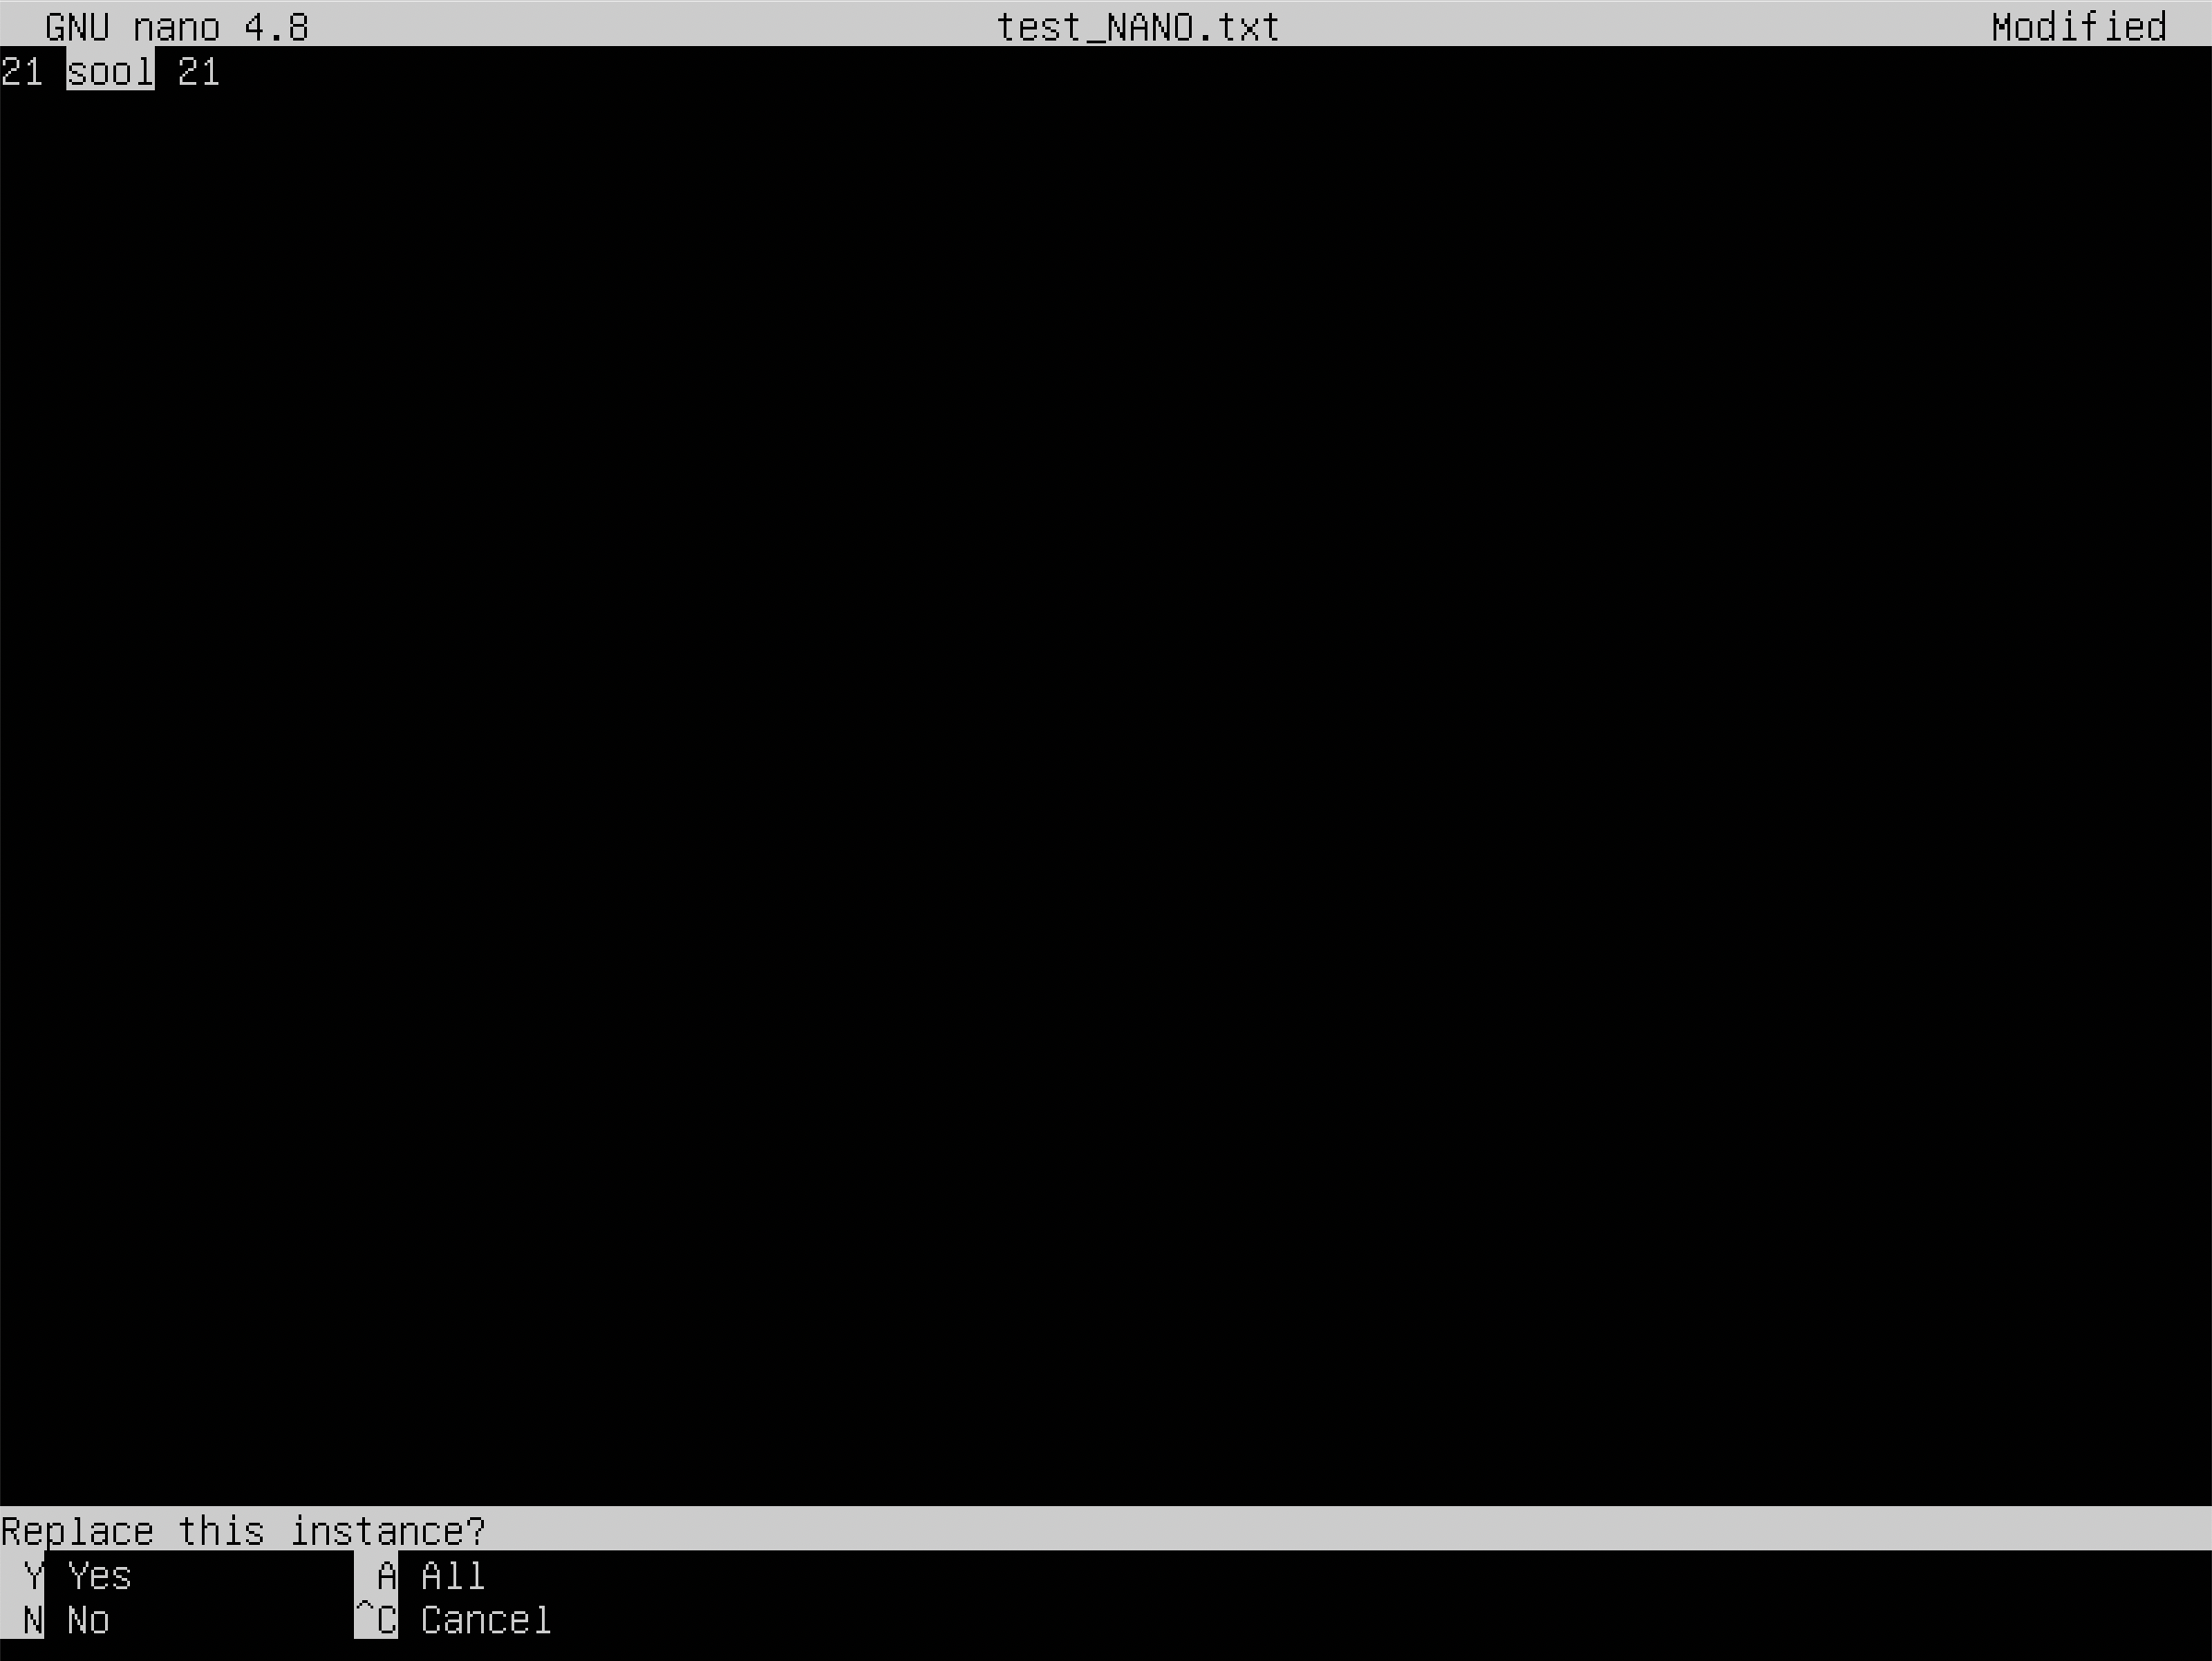 GNU nano 4.8 test_NANO.txt Modified
21 sool 21
Replace this instance?
Y Yes A All
N No ^C Cancel